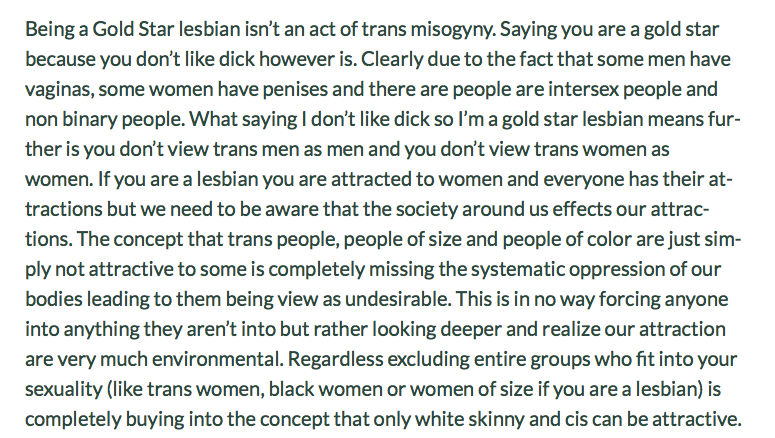 Being a Gold Star lesbian isn't an act of trans misogyny. Saying you are a gold star
because you don't like dick however is. Clearly due to the fact that some men have
vaginas, some women have penises and there are people are intersex people and
non binary people. What saying I don't like dick so I'm a gold star lesbian means fur-
ther is you don't view trans men as men and you don't view trans women as
women. If you are a lesbian you are attracted to women and everyone has their at-
tractions but we need to be aware that the society around us effects our attrac-
tions. The concept that trans people, people of size and people of color are just sim-
ply not attractive to some is completely missing the systematic oppression of our
bodies leading to them being view as undesirable. This is in no way forcing anyone
into anything they aren't into but rather looking deeper and realize our attraction
are very much environmental. Regardless excluding entire groups who fit into your
sexuality (like trans women, black women or women of size if you are a lesbian) is
completely buying into the concept that only white skinny and cis can be attractive.